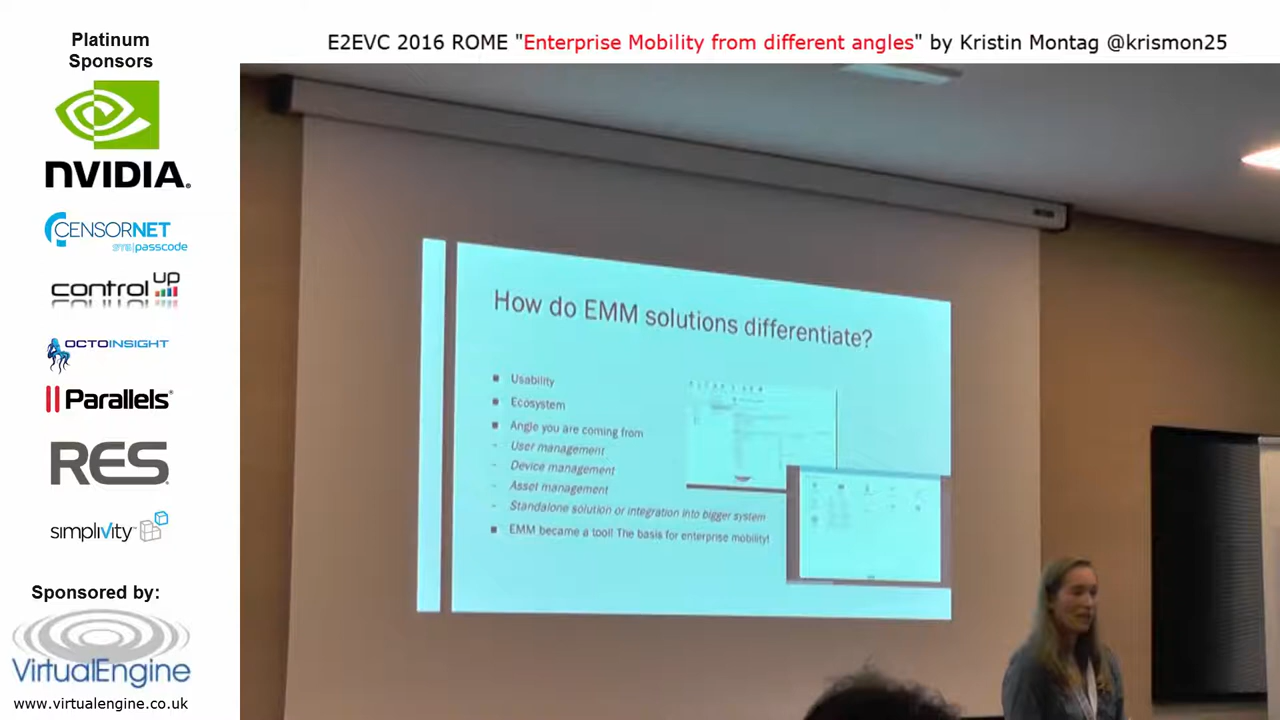 Platinum
Sponsors
NVIDIA.
CENSORNET
SMS|passcode
control up
OCTOINSIGHT
Parallels
RES
simplivity
Sponsored by:
VirtualEngine
www.virtualengine.co.uk
E2EVC 2016 ROME "Enterprise Mobility from different angles" by Kristin Montag @krismon25
How do EMM solutions differentiate?
Usability
Ecosystem
Angle you are coming from
- User management
- Device management
- Asset management
- Standalone solution or integration into bigger system
EMM became a tool! The basis for enterprise mobility!